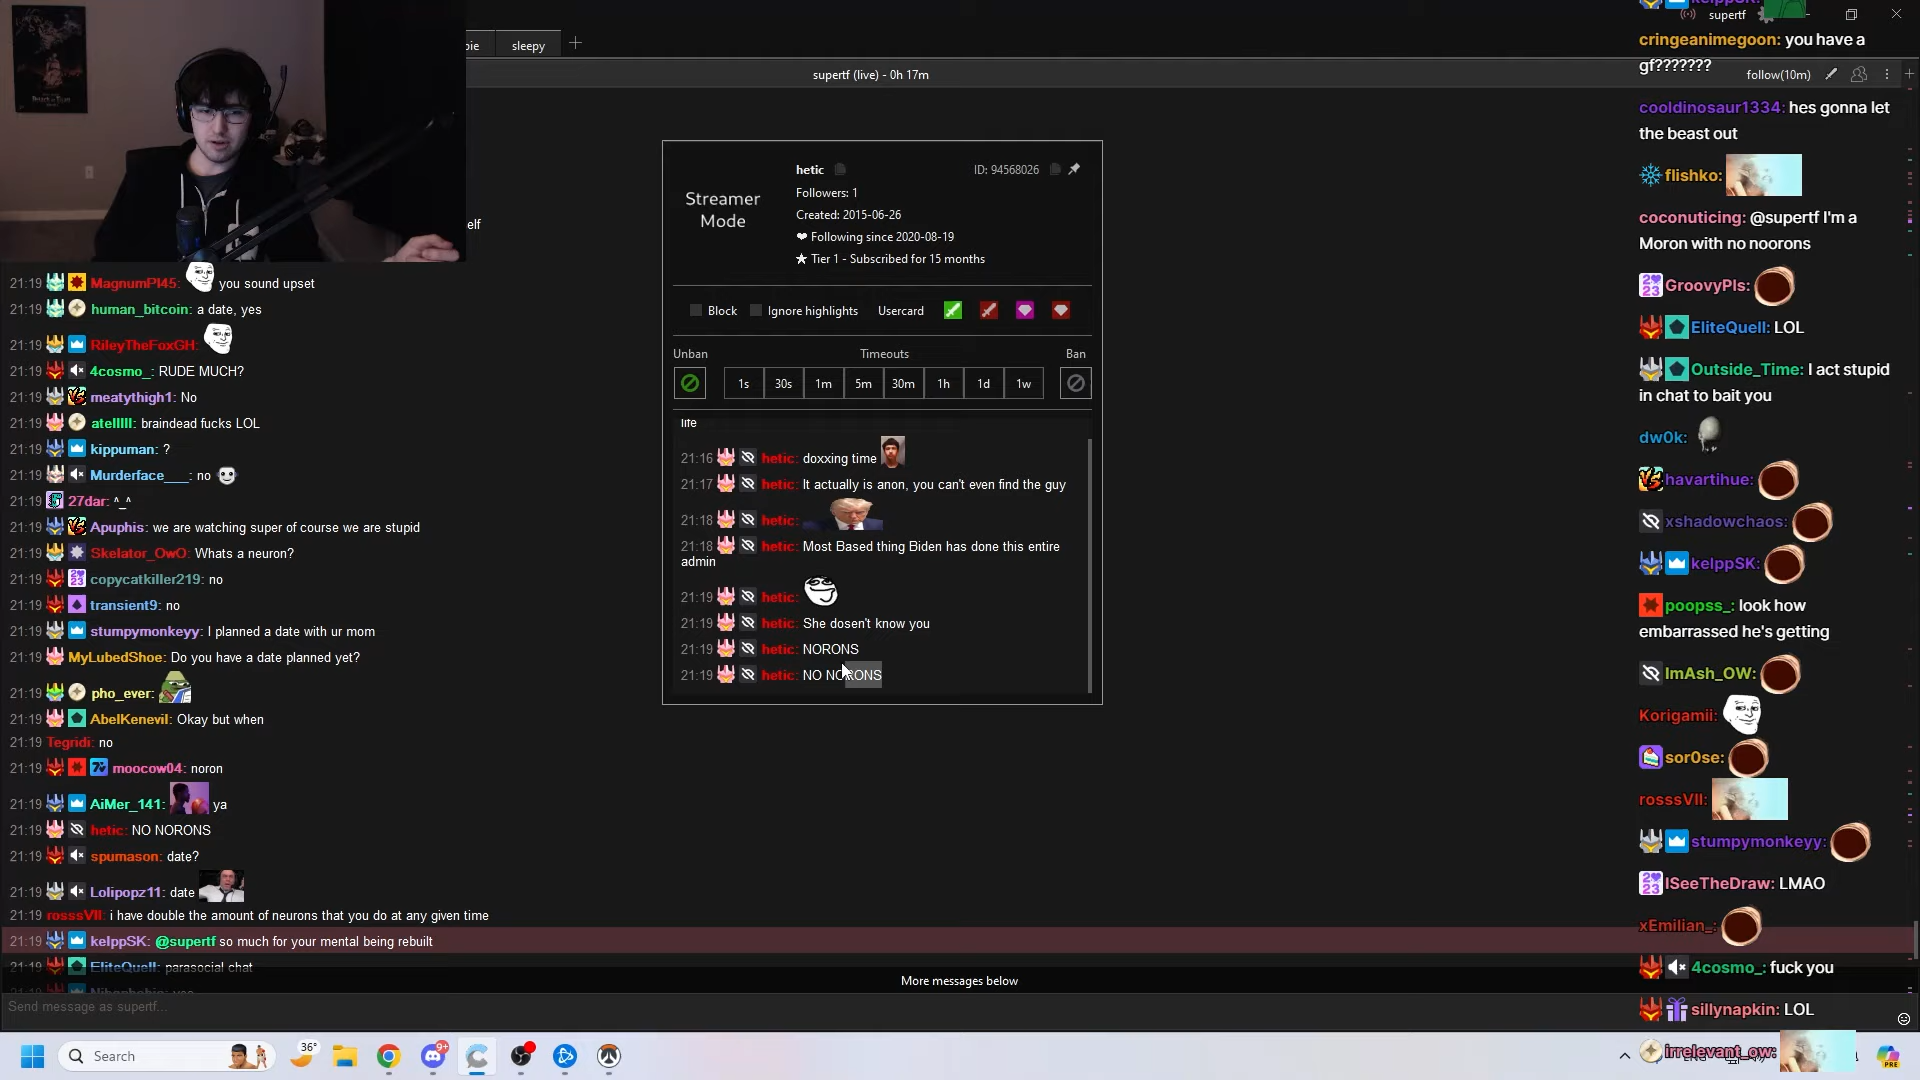 pie
sleepy
supertf (live) - 0h 17m
supertf
follow(10m)
elf
21:19 MagnumPI45: you sound upset
21:19 human_bitcoin: a date, yes
21:19 RileyTheFoxGH:
21:19 4cosmo_: RUDE MUCH?
21:19 meatythigh1: No
21:19 atelllll: braindead fucks LOL
21:19 kippuman: ?
21:19 Murderface___: no
21:19 27dar: ^_^
21:19 Apuphis: we are watching super of course we are stupid
21:19 Skelator_OwO: Whats a neuron?
21:19 copycatkiller219: no
21:19 transient9: no
21:19 stumpymonkeyy: I planned a date with ur mom
21:19 MyLubedShoe: Do you have a date planned yet?
21:19 pho_ever:
21:19 AbelKenevil: Okay but when
21:19 Tegridi: no
21:19 moocow04: noron
21:19 AiMer_141: ya
21:19 hetic: NO NORONS
21:19 spumason: date?
21:19 Lolipopz11: date
21:19 rosssVII: i have double the amount of neurons that you do at any given time
21:19 kelppSK: @supertf so much for your mental being rebuilt
21:19 EliteQuell: parasocial chat
More messages below
Send message as supertf...
Streamer
Mode
hetic
ID: 94568026
Followers: 1
Created: 2015-06-26
❤ Following since 2020-08-19
★ Tier 1 - Subscribed for 15 months
Block
Ignore highlights
Usercard
Unban
Timeouts
Ban
1s 30s 1m 5m 30m 1h 1d 1w
life
21:16 hetic: doxxing time
21:17 hetic: It actually is anon, you can't even find the guy
21:18 hetic:
21:18 hetic: Most Based thing Biden has done this entire
admin
21:19 hetic:
21:19 hetic: She dosen't know you
21:19 hetic: NORONS
21:19 hetic: NO NORONS
kelppSK:
cringeanimegoon: you have a
gf???????
cooldinosaur1334: hes gonna let
the beast out
flishko:
coconuticing: @supertf I'm a
Moron with no noorons
GroovyPls:
EliteQuell: LOL
Outside_Time: I act stupid
in chat to bait you
dw0k:
havartihue:
xshadowchaos:
kelppSK:
poopss_: look how
embarrassed he's getting
ImAsh_OW:
Korigamii:
sor0se:
rosssVII:
stumpymonkeyy:
ISeeTheDraw: LMAO
xEmilian_:
4cosmo_: fuck you
sillynapkin: LOL
irrelevant_ow:
Search
36°
9+
PRE